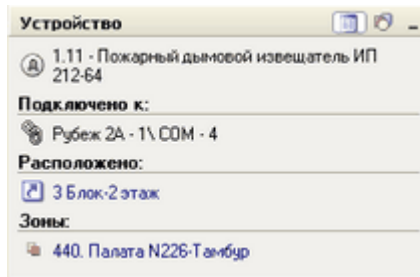 Устройство
1.11 - Пожарный дымовой извещатель ИП
212-64
Подключено к:
Рубеж 2А - 1\ COM - 4
Расположено:
3 Блок-2 этаж
Зоны:
440. Палата N226-Тамбур